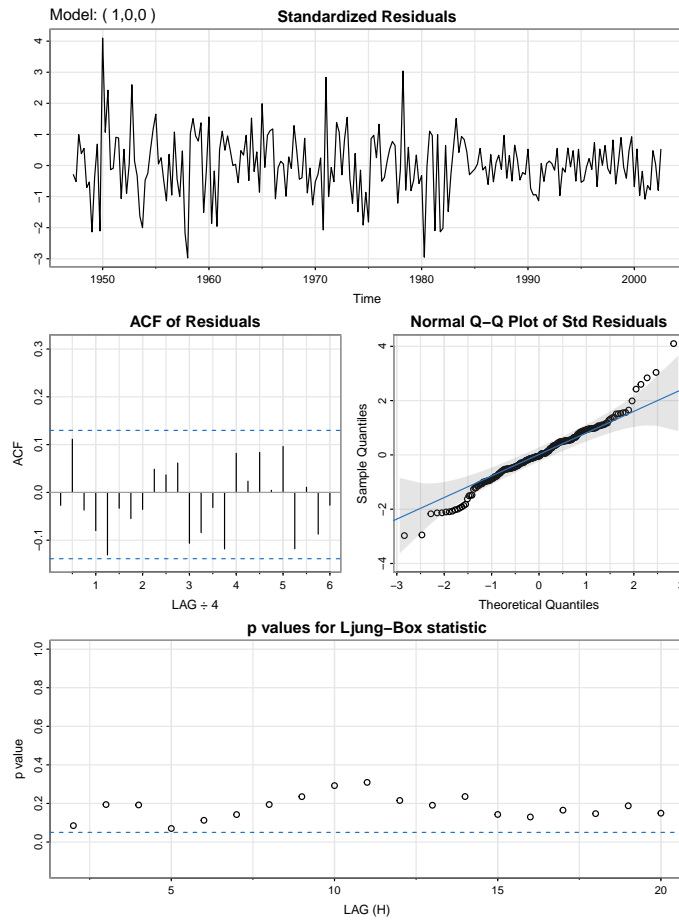 Model: ( 1,0,0 )
Standardized Residuals
4
3
2
1
0
−1
−2
−3
1950 1960 1970 1980 1990 2000
Time
ACF of Residuals
ACF
0.3
0.2
0.1
0.0
−0.1
1 2 3 4 5 6
LAG ÷ 4
Normal Q−Q Plot of Std Residuals
Sample Quantiles
4
2
0
−2
−4
−3 −2 −1 0 1 2 3
Theoretical Quantiles
p values for Ljung−Box statistic
p value
1.0
0.8
0.6
0.4
0.2
0.0
5 10 15 20
LAG (H)